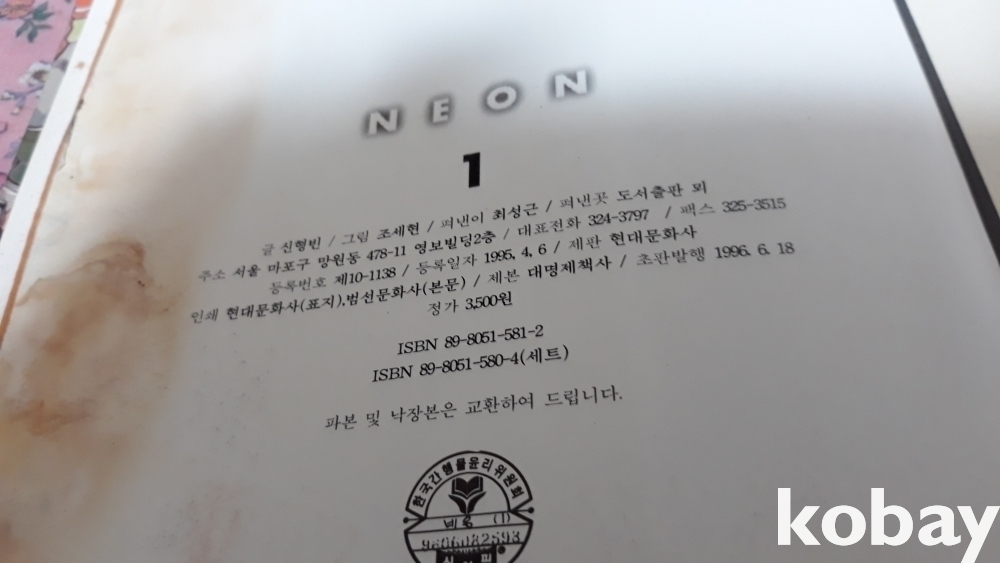 NEON
1
글 신형빈 / 그림 조세현 / 펴낸이 최성근 / 펴낸곳 도서출판 뫼
주소 서울 마포구 망원동 478-11 영보빌딩2층 / 대표전화 324-3797 / 팩스 325-3515
등록번호 제10-1138 / 등록일자 1995, 4, 6 / 제판 현대문화사
인쇄 현대문화사(표지),범선문화사(본문) / 제본 대명제책사 / 초판발행 1996. 6. 18
정가 3,500원
ISBN 89-8051-581-2
ISBN 89-8051-580-4(세트)
파본 및 낙장본은 교환하여 드립니다.
한국간행물윤리위원회
네온 (1)
kobay